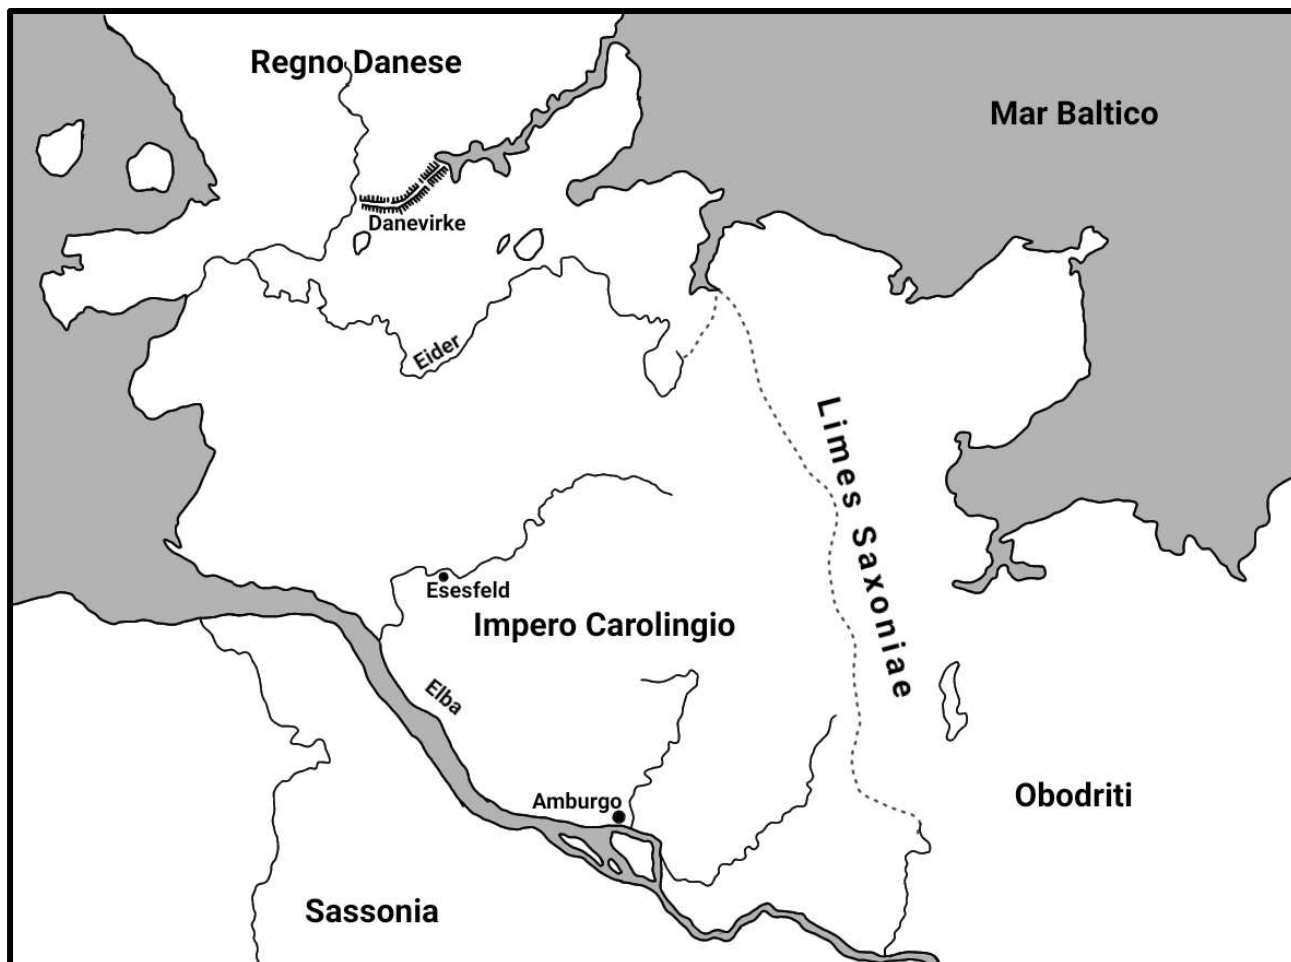 Regno Danese
Mar Baltico
Danevirke
Eider
Limes Saxoniae
Esesfeld
Impero Carolingio
Elba
Amburgo
Obodriti
Sassonia